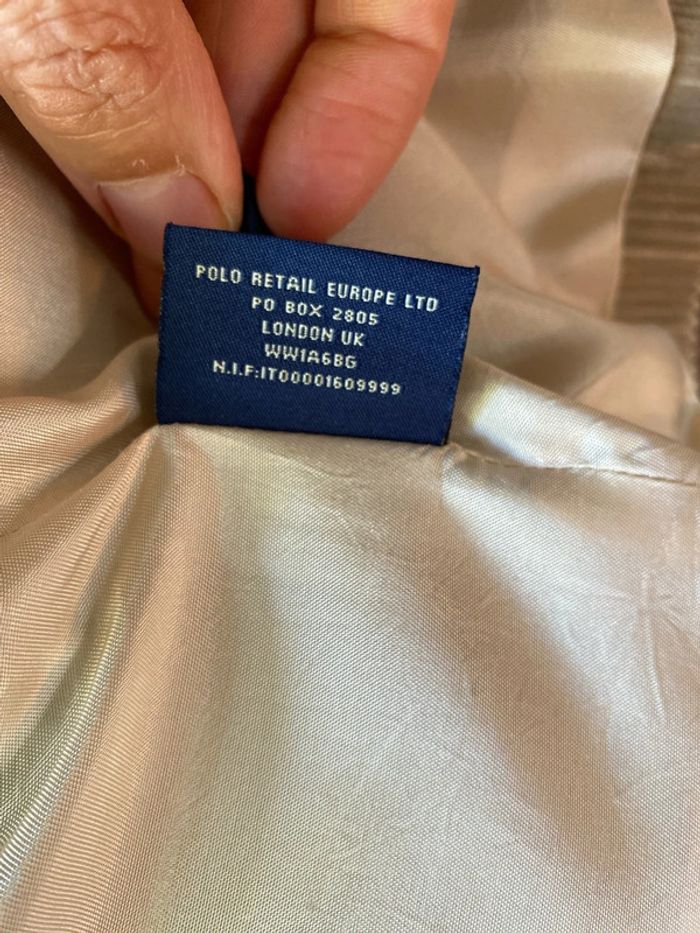 POLO RETAIL EUROPE LTD
PO BOX 2805
LONDON UK
WW1A6BG
N.I.F:IT00001609999